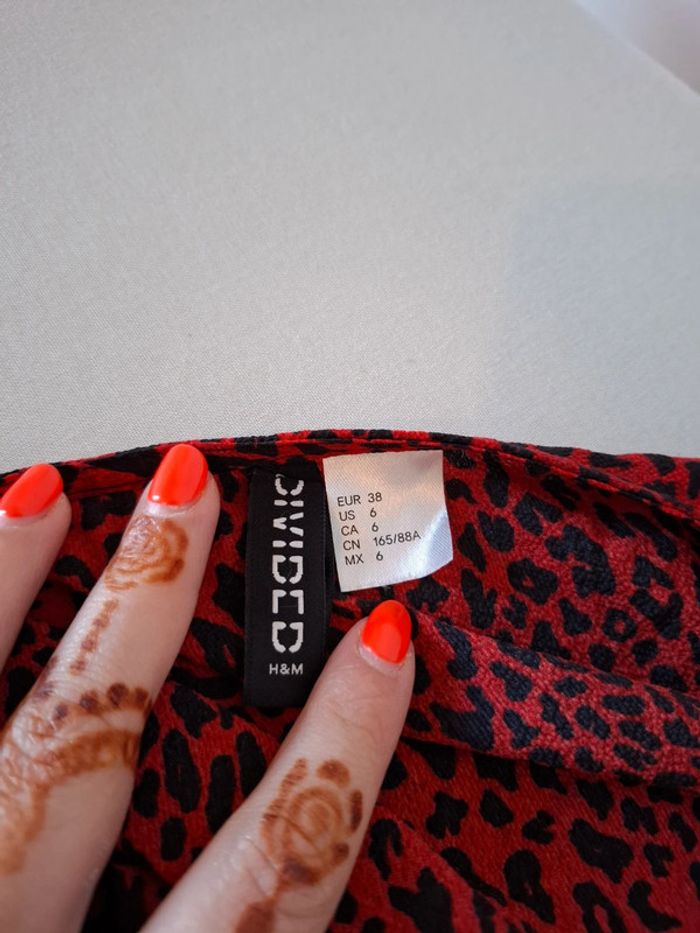 DIVIDED
H&M
EUR 38
US 6
CA 6
CN 165/88A
MX 6